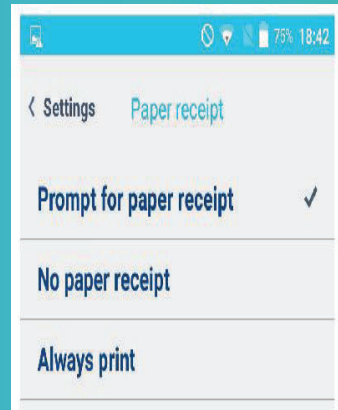 75% 18:42
< Settings Paper receipt
Prompt for paper receipt
No paper receipt
Always print